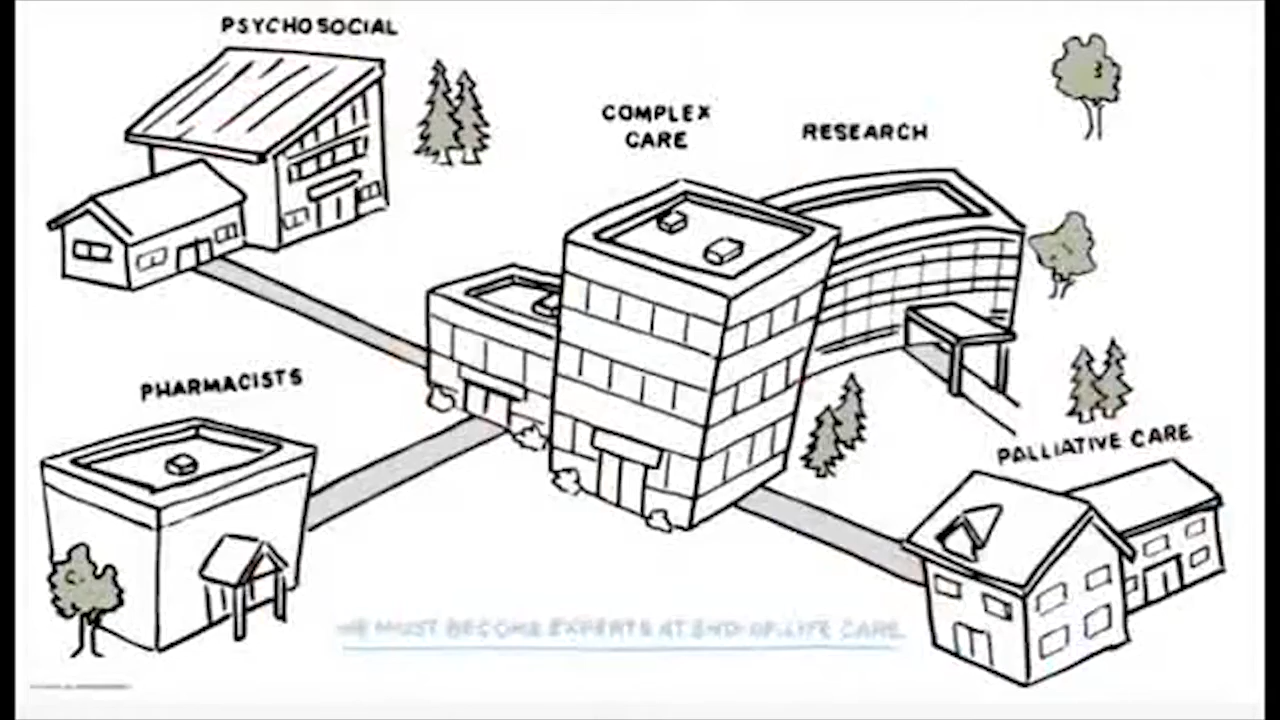 PSYCHOSOCIAL
COMPLEX
CARE
RESEARCH
PHARMACISTS
PALLIATIVE CARE
WE MUST BECOME EXPERTS AT END-OF-LIFE CARE